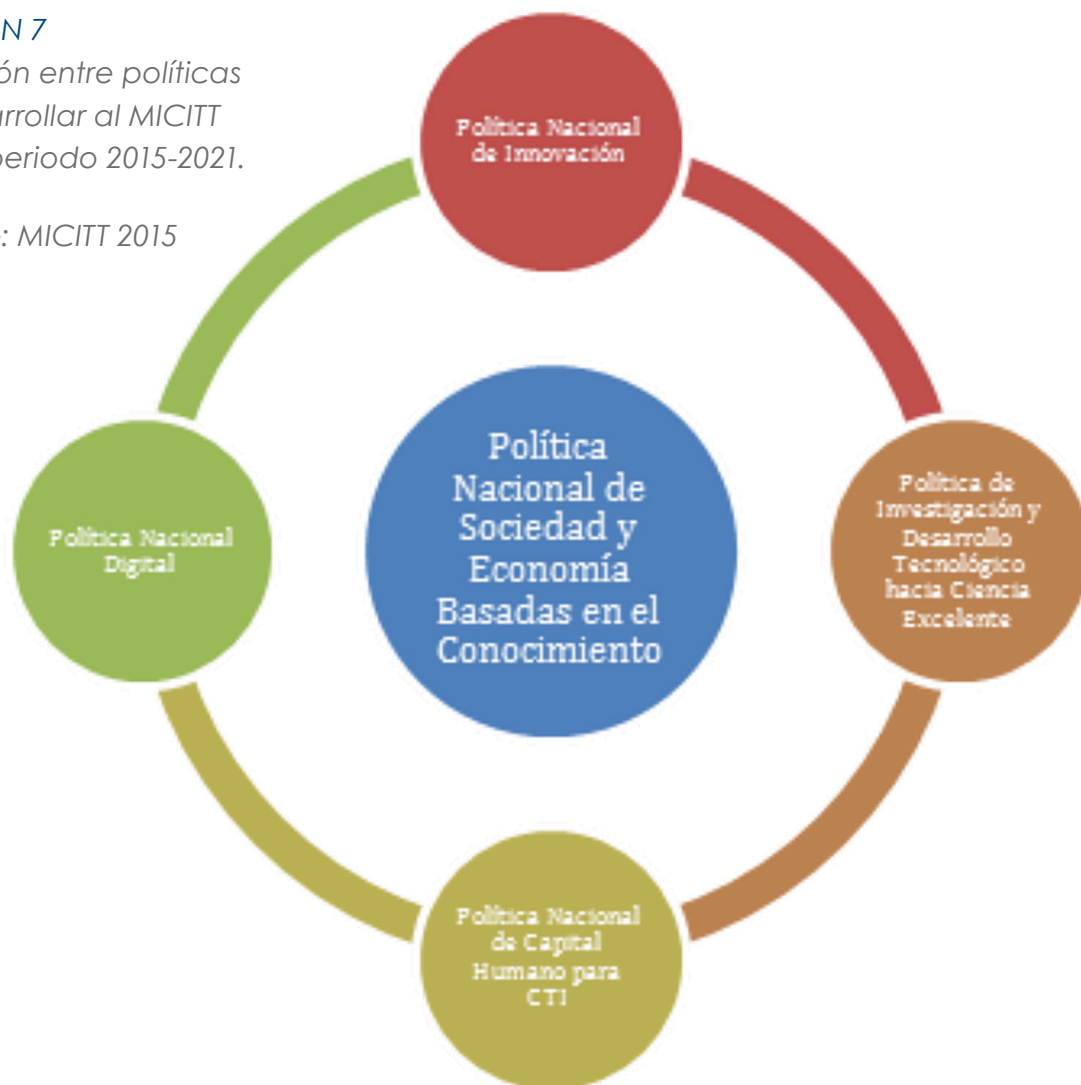 N 7
ón entre políticas
arrollar al MICITT
periodo 2015-2021.
: MICITT 2015
Política Nacional
de Innovación
Política
Nacional de
Sociedad y
Economía
Basadas en el
Conocimiento
Política de
Investigación y
Desarrollo
Tecnológico
hacia Ciencia
Excelente
Política Nacional
Digital
Política Nacional
de Capital
Humano para
CTI